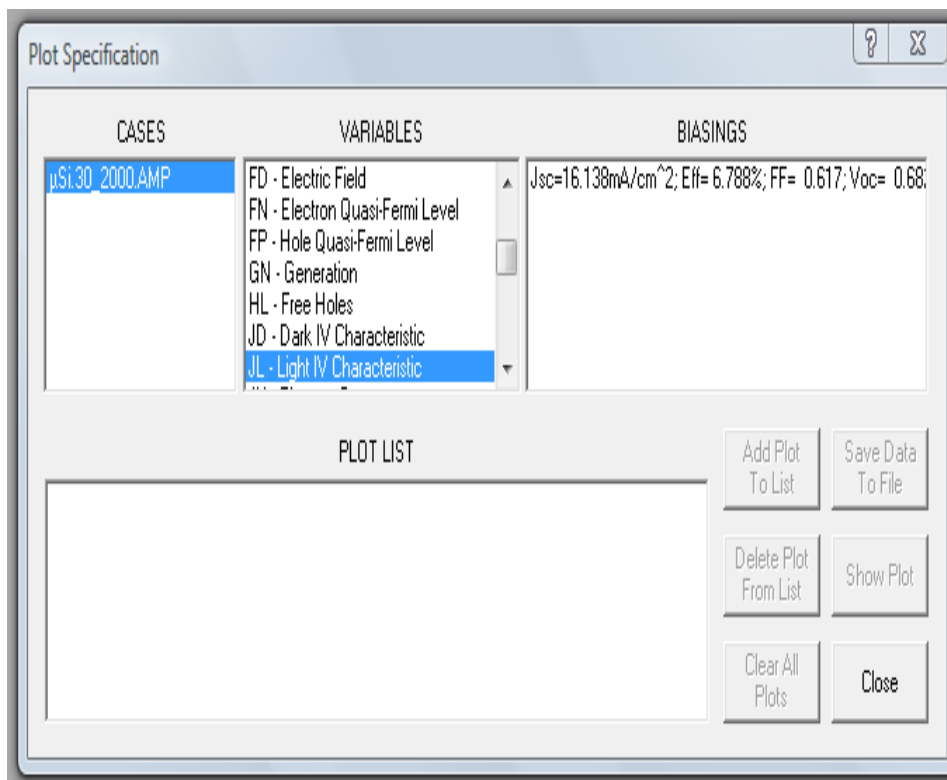 Plot Specification
CASES
µSi.30_2000.AMP
VARIABLES
FD - Electric Field
FN - Electron Quasi-Fermi Level
FP - Hole Quasi-Fermi Level
GN - Generation
HL - Free Holes
JD - Dark IV Characteristic
JL - Light IV Characteristic
BIASINGS
Jsc=16.138mA/cm^2; Eff= 6.788%; FF= 0.617; Voc= 0.68
PLOT LIST
Add Plot
To List
Save Data
To File
Delete Plot
From List
Show Plot
Clear All
Plots
Close